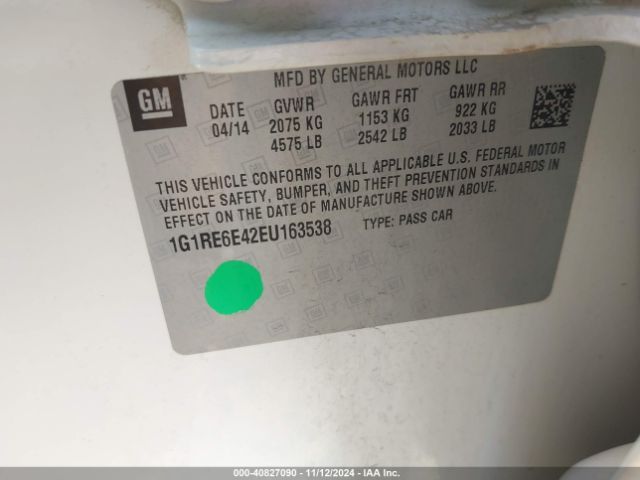 MFD BY GENERAL MOTORS LLC
GM
DATE GVWR GAWR FRT GAWR RR
04/14 2075 KG 1153 KG 922 KG
4575 LB 2542 LB 2033 LB
THIS VEHICLE CONFORMS TO ALL APPLICABLE U.S. FEDERAL MOTOR
VEHICLE SAFETY, BUMPER, AND THEFT PREVENTION STANDARDS IN
EFFECT ON THE DATE OF MANUFACTURE SHOWN ABOVE.
1G1RE6E42EU163538 TYPE: PASS CAR
000-40827090 - 11/12/2024 - IAA Inc.